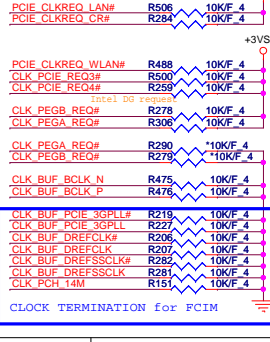 PCIE_CLKREQ_LAN# R506 10K/F_4
PCIE_CLKREQ_CR# R284 10K/F_4
+3VS
PCIE_CLKREQ_WLAN# R488 10K/F_4
CLK_PCIE_REQ3# R500 10K/F_4
CLK_PCIE_REQ4# R259 10K/F_4
Intel DG request
CLK_PEGB_REQ# R278 10K/F_4
CLK_PEGA_REQ# R306 10K/F_4
CLK_PEGA_REQ# R290 *10K/F_4
CLK_PEGB_REQ# R279 *10K/F_4
CLK_BUF_BCLK_N R475 10K/F_4
CLK_BUF_BCLK_P R476 10K/F_4
CLK_BUF_PCIE_3GPLL# R219 10K/F_4
CLK_BUF_PCIE_3GPLL R227 10K/F_4
CLK_BUF_DREFCLK# R206 10K/F_4
CLK_BUF_DREFCLK R207 10K/F_4
CLK_BUF_DREFSSCLK# R282 10K/F_4
CLK_BUF_DREFSSCLK R281 10K/F_4
CLK_PCH_14M R151 10K/F_4
CLOCK TERMINATION for FCIM